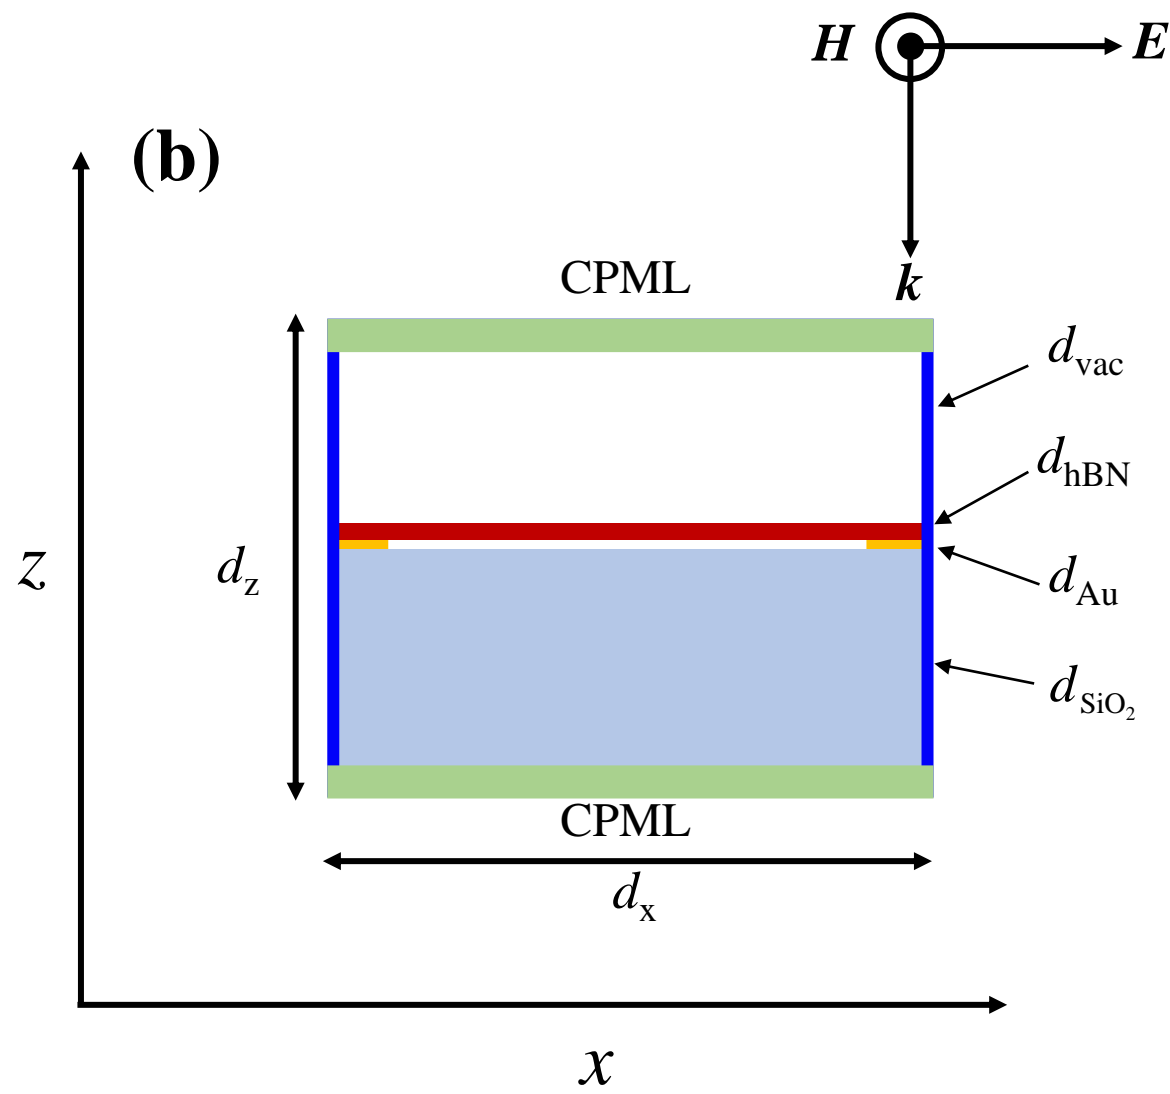 H E
(b)
k
CPML
d_vac
d_hBN
z
d_z
d_Au
d_SiO₂
CPML
d_x
x